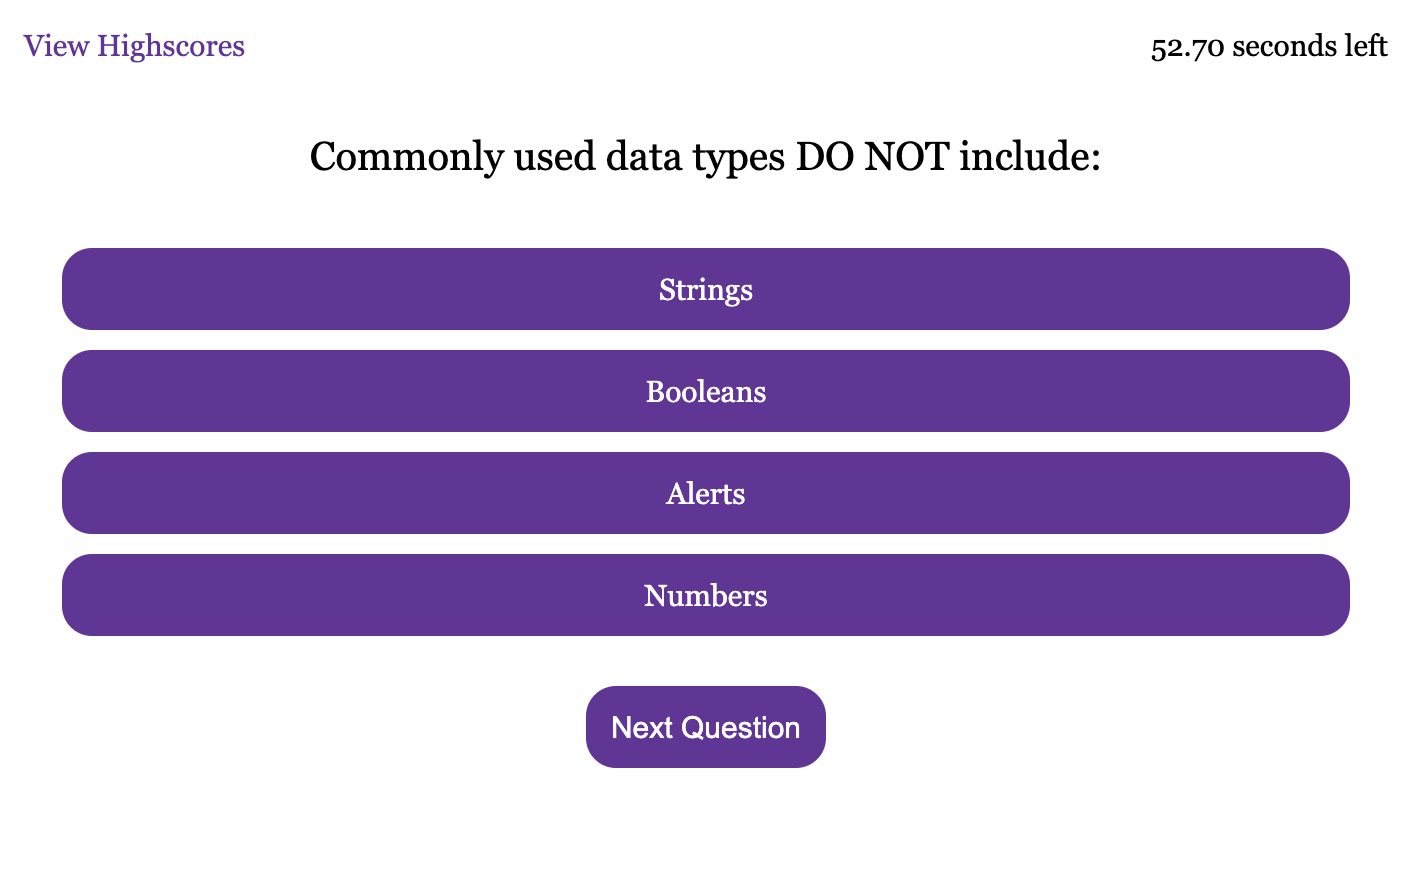 View Highscores
52.70 seconds left
Commonly used data types DO NOT include:
Strings
Booleans
Alerts
Numbers
Next Question